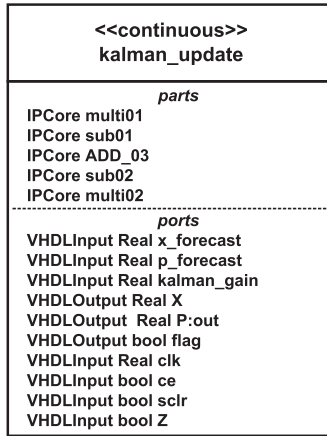 <<continuous>>
kalman_update
parts
IPCore multi01
IPCore sub01
IPCore ADD_03
IPCore sub02
IPCore multi02
ports
VHDLInput Real x_forecast
VHDLInput Real p_forecast
VHDLInput Real kalman_gain
VHDLOutput Real X
VHDLOutput Real P:out
VHDLOutput bool flag
VHDLInput Real clk
VHDLInput bool ce
VHDLInput bool sclr
VHDLInput bool Z